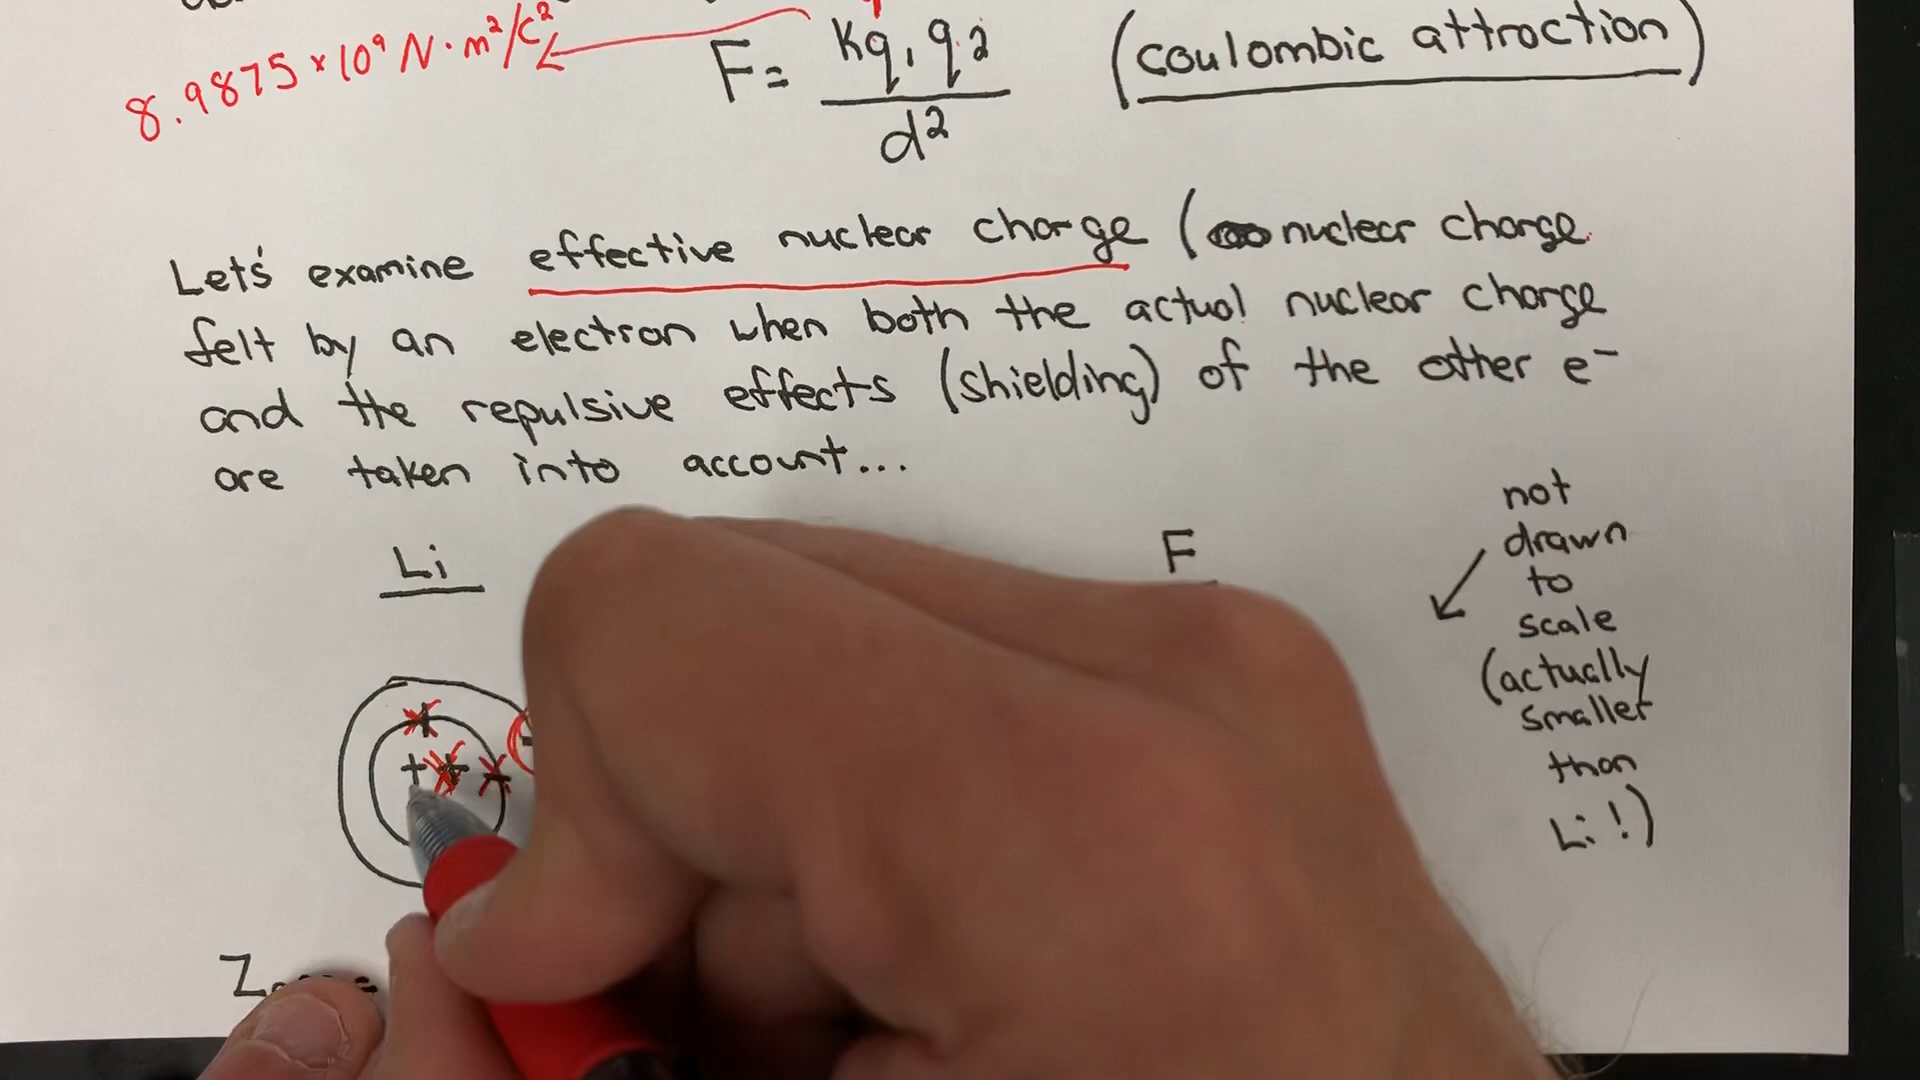 8.9875 × 10⁹ N·m²/C²
F = kq₁q₂/d² (coulombic attraction)
Let's examine effective nuclear charge ( nuclear charge
felt by an electron when both the actual nuclear charge
and the repulsive effects (shielding) of the other e⁻
are taken into account...
Li
F
not
drawn
to
scale
(actually
smaller
than
Li!)
+
Z